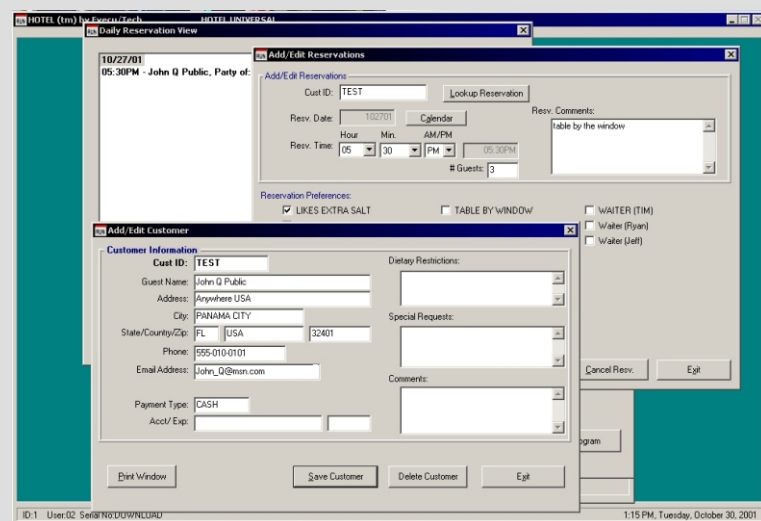 HOTEL (tm) by Execu/Tech HOTEL UNIVERSAL
Daily Reservation View
10/27/01
05:30PM - John Q Public, Party of:
Add/Edit Reservations
Add/Edit Reservations
Cust ID: TEST Lookup Reservation
Resv. Date: 102701 Calendar
Hour Min. AM/PM
Resv. Time: 05 30 PM 05:30PM
# Guests: 3
Resv. Comments:
table by the window
Reservation Preferences:
LIKES EXTRA SALT TABLE BY WINDOW WAITER (TIM)
Waiter (Ryan)
Waiter (Jeff)
Cancel Resv. Exit
Add/Edit Customer
Customer Information
Cust ID: TEST
Guest Name: John Q Public
Address: Anywhere USA
City: PANAMA CITY
State/Country/Zip: FL USA 32401
Phone: 555-010-0101
Email Address: John_Q@msn.com
Payment Type: CASH
Acct/ Exp:
Dietary Restrictions:
Special Requests:
Comments:
Print Window Save Customer Delete Customer Exit
ogram
ID:1 User:02 Serial No:DOWNLOAD 1:15 PM, Tuesday, October 30, 2001